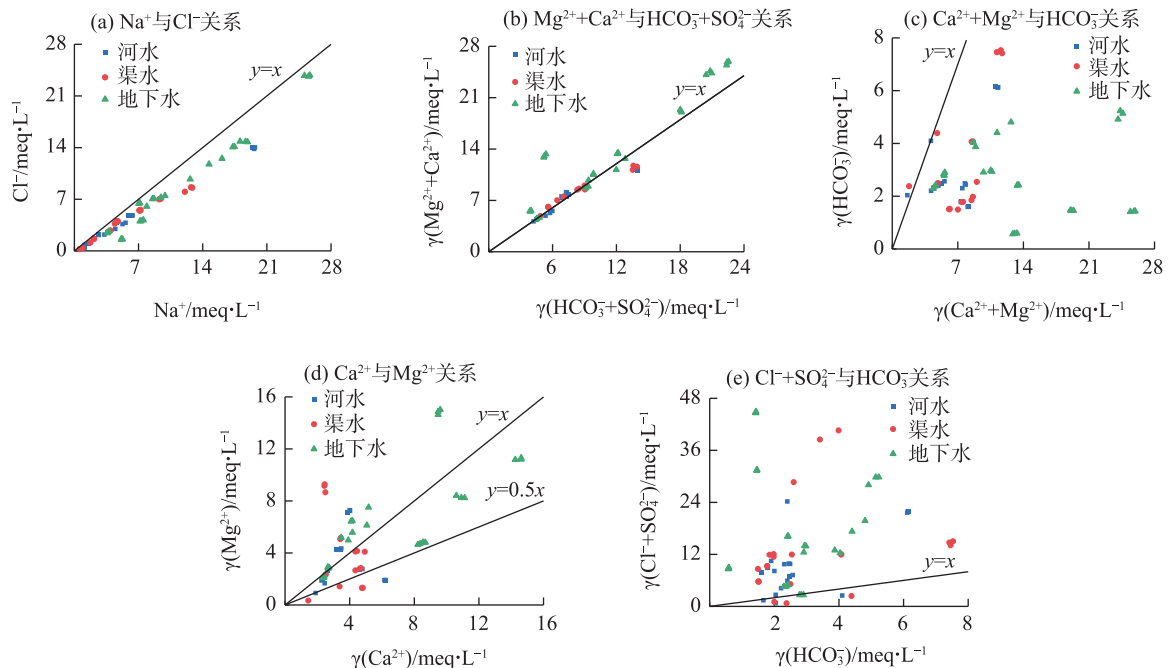 (a) Na⁺与Cl⁻关系
28
21
14
7
0
7
14
21
28
河水
渠水
地下水
y=x
Cl⁻/meq·L⁻¹
Na⁺/meq·L⁻¹
(b) Mg²⁺+Ca²⁺与HCO₃⁻+SO₄²⁻关系
28
21
14
7
0
6
12
18
24
河水
渠水
地下水
y=x
γ(Mg²⁺+Ca²⁺)/meq·L⁻¹
γ(HCO₃⁻+SO₄²⁻)/meq·L⁻¹
(c) Ca²⁺+Mg²⁺与HCO₃⁻关系
8
6
4
2
0
7
14
21
28
y=x
河水
渠水
地下水
γ(HCO₃⁻)/meq·L⁻¹
γ(Ca²⁺+Mg²⁺)/meq·L⁻¹
(d) Ca²⁺与Mg²⁺关系
16
12
8
4
0
4
8
12
16
河水
渠水
地下水
y=x
y=0.5x
γ(Mg²⁺)/meq·L⁻¹
γ(Ca²⁺)/meq·L⁻¹
(e) Cl⁻+SO₄²⁻与HCO₃⁻关系
48
36
24
12
0
2
4
6
8
河水
渠水
地下水
y=x
γ(Cl⁻+SO₄²⁻)/meq·L⁻¹
γ(HCO₃⁻)/meq·L⁻¹